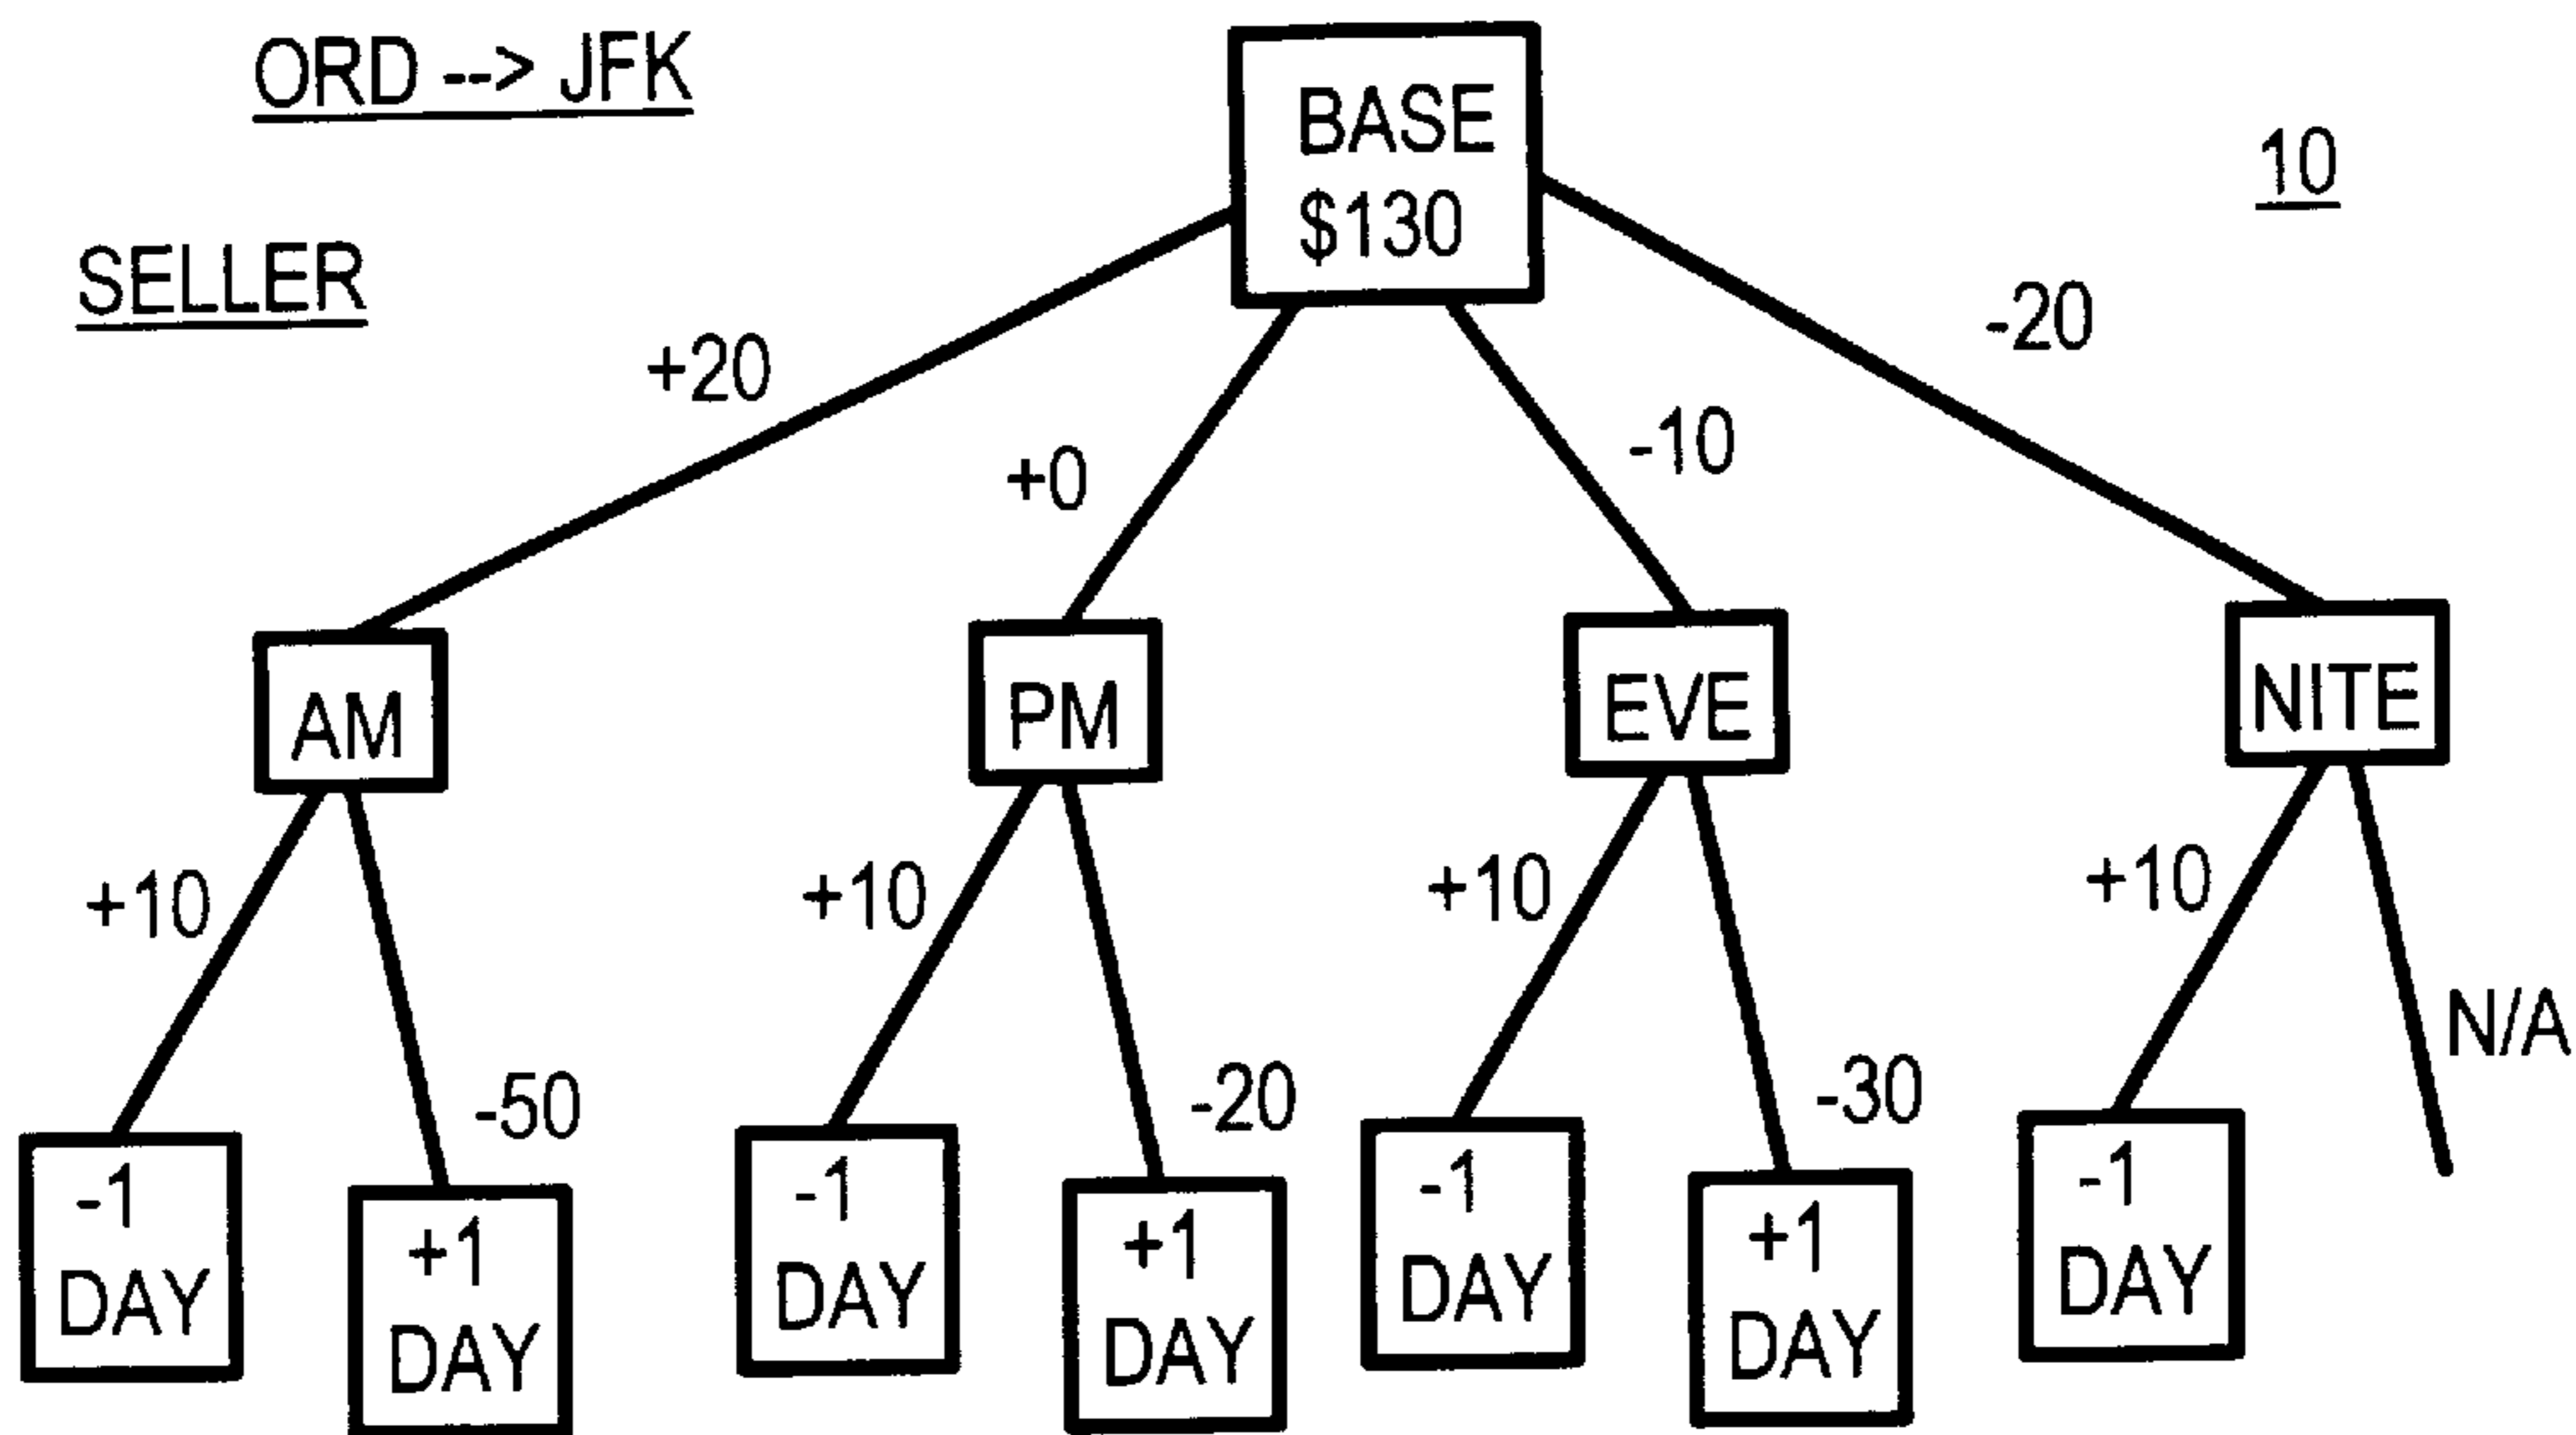 ORD --> JFK
BASE
$130
10
SELLER
+20
+0
-10
-20
AM
PM
EVE
NITE
+10
-50
+10
-20
+10
-30
+10
N/A
-1
DAY
+1
DAY
-1
DAY
+1
DAY
-1
DAY
+1
DAY
-1
DAY